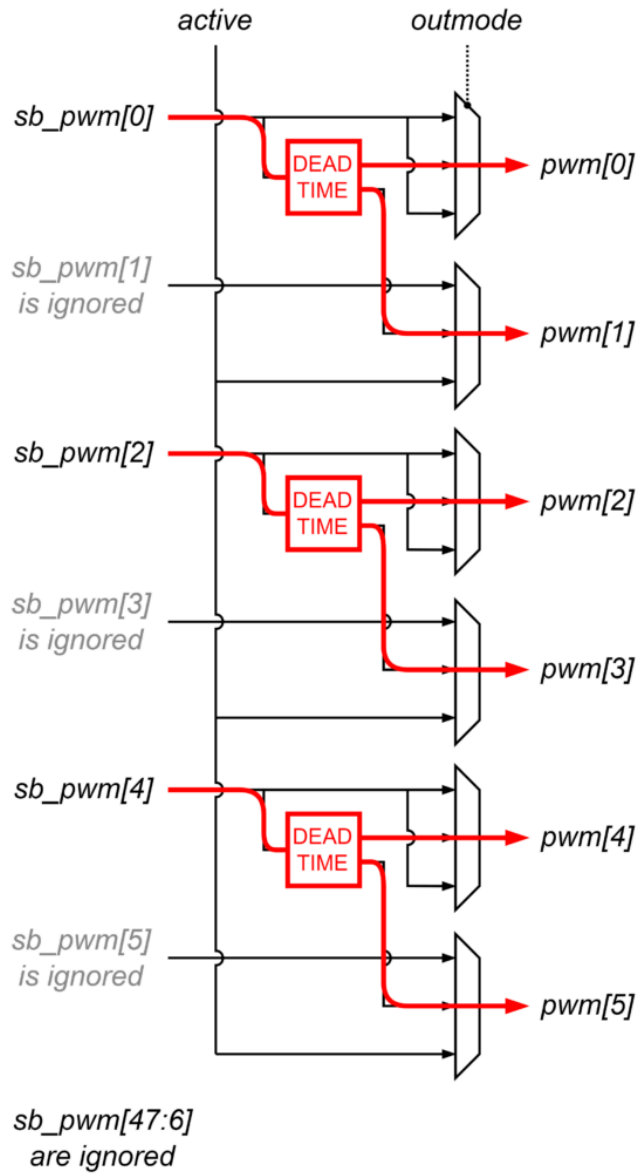 active
outmode
sb_pwm[0]
DEAD
TIME
pwm[0]
sb_pwm[1]
is ignored
pwm[1]
sb_pwm[2]
DEAD
TIME
pwm[2]
sb_pwm[3]
is ignored
pwm[3]
sb_pwm[4]
DEAD
TIME
pwm[4]
sb_pwm[5]
is ignored
pwm[5]
sb_pwm[47:6]
are ignored